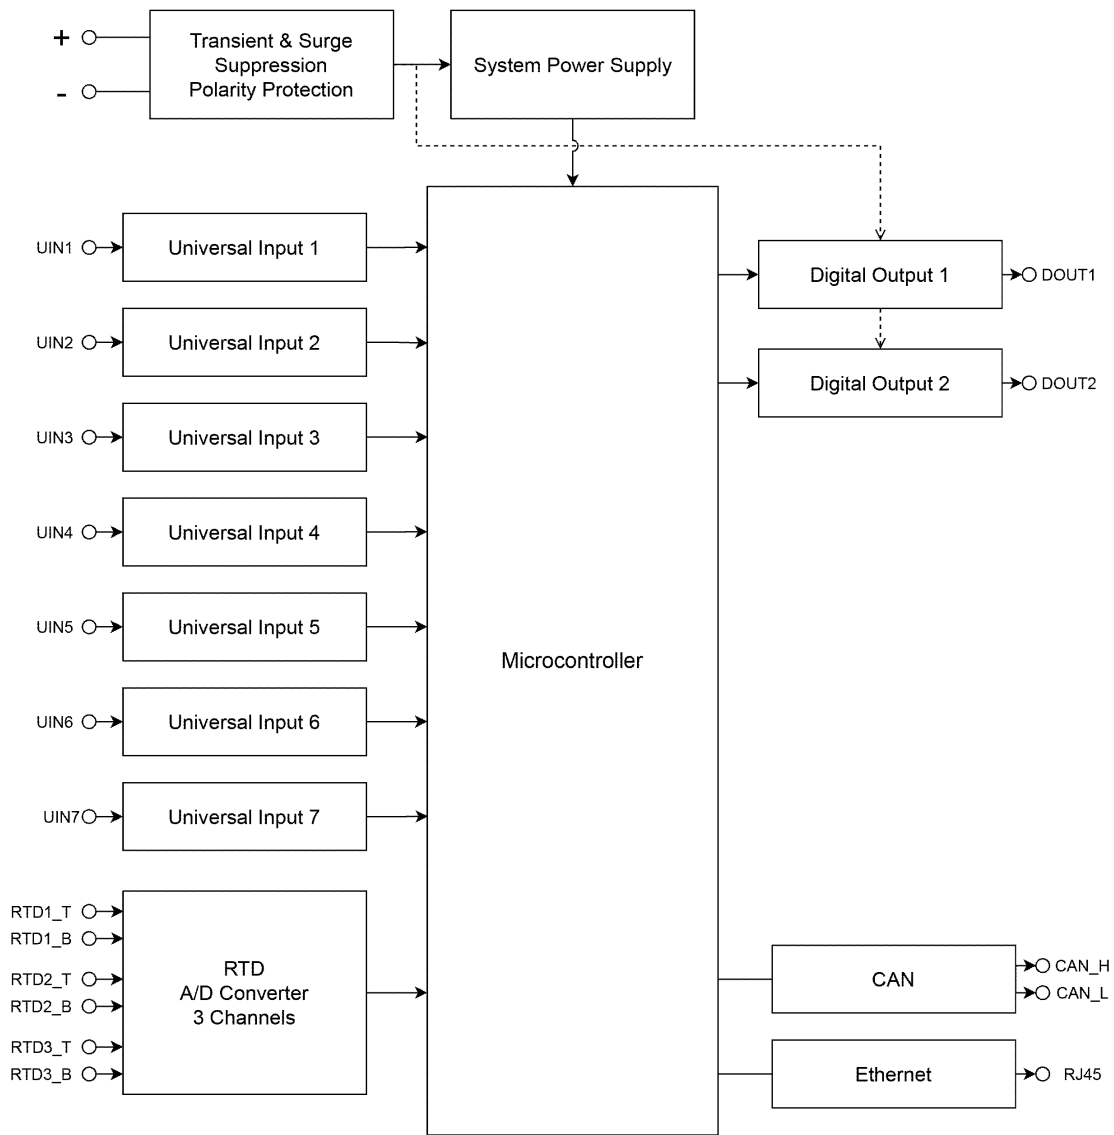 +
-
Transient & Surge
Suppression
Polarity Protection
System Power Supply
UIN1
Universal Input 1
UIN2
Universal Input 2
UIN3
Universal Input 3
UIN4
Universal Input 4
UIN5
Universal Input 5
UIN6
Universal Input 6
UIN7
Universal Input 7
RTD1_T
RTD1_B
RTD2_T
RTD2_B
RTD3_T
RTD3_B
RTD
A/D Converter
3 Channels
Microcontroller
Digital Output 1
DOUT1
Digital Output 2
DOUT2
CAN
CAN_H
CAN_L
Ethernet
RJ45